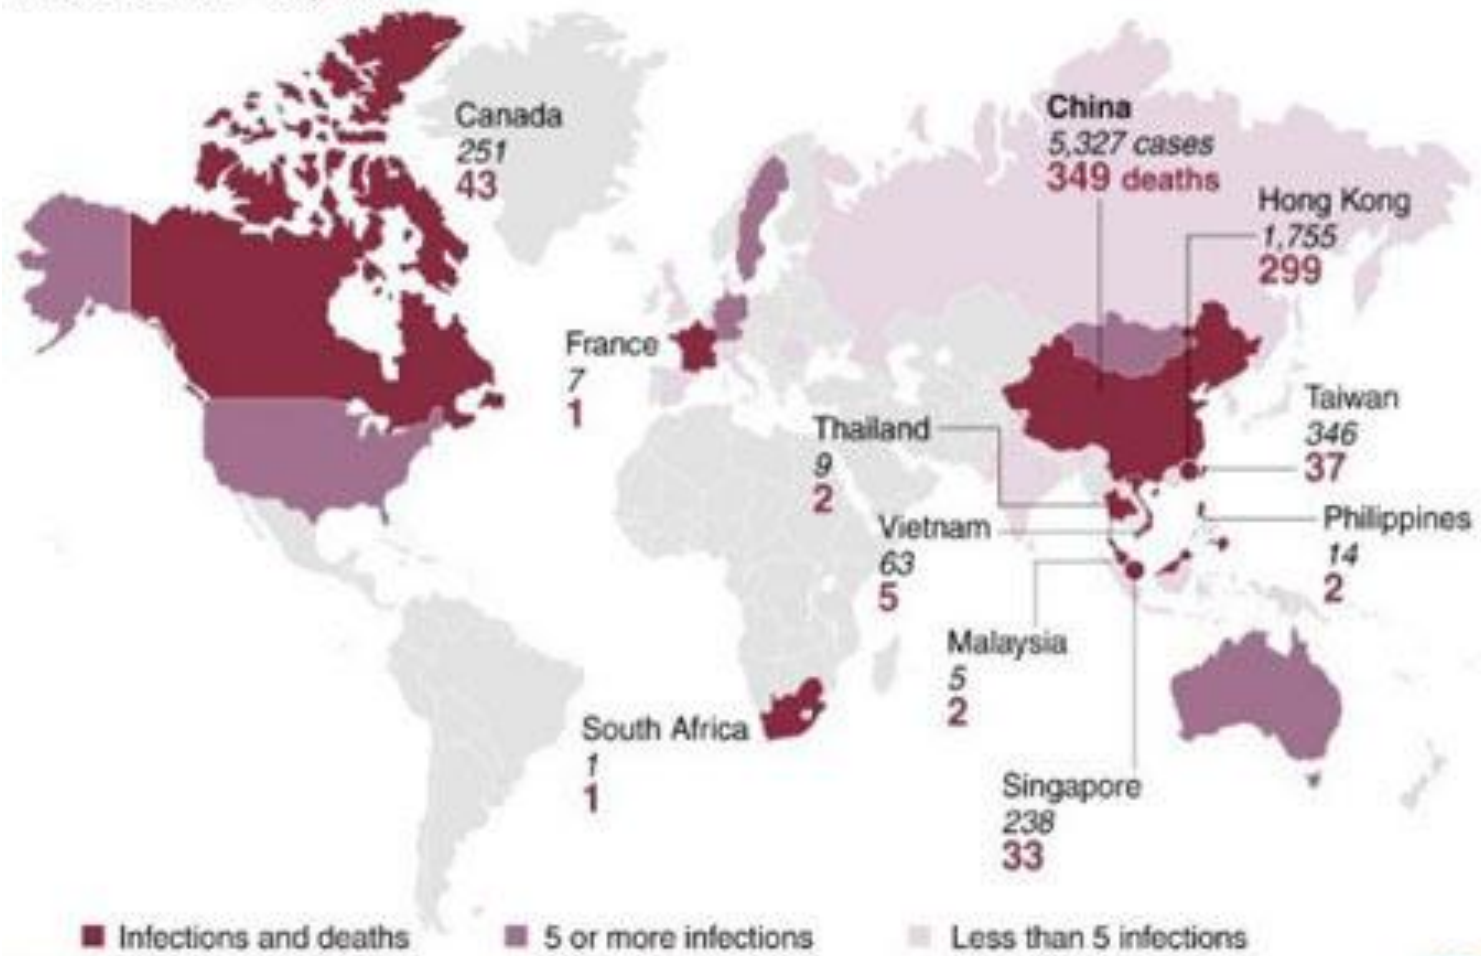 Canada
251
43
China
5,327 cases
349 deaths
Hong Kong
1,755
299
France
7
1
Taiwan
346
37
Thailand
9
2
Philippines
14
2
Vietnam
63
5
Malaysia
5
2
South Africa
1
1
Singapore
238
33
Infections and deaths
5 or more infections
Less than 5 infections